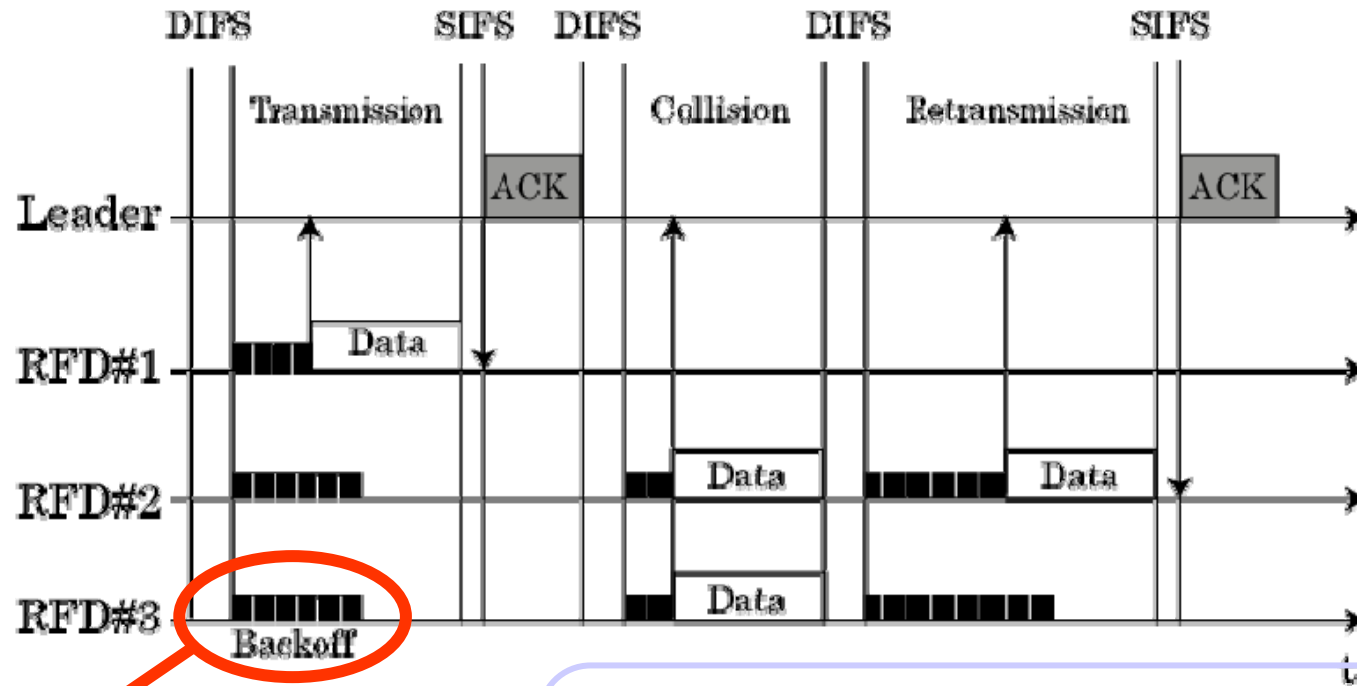 DIFS SIFS DIFS DIFS SIFS
Transmission Collision Retransmission
ACK ACK
Leader
Data
RFD#1
Data Data
RFD#2
Data
RFD#3
Backoff
t